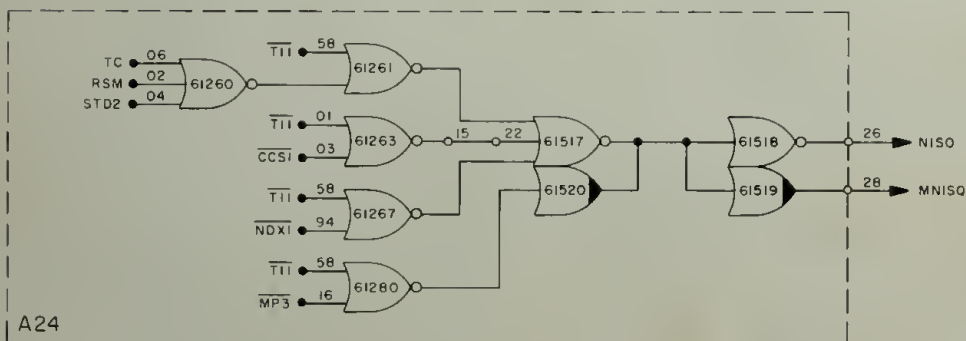 TC 06
RSM 02
STD2 04
61260
T11 58
61261
T11 01
CCS1 03
61263
15 22
T11 58
NDX1 94
61267
T11 58
MP3 16
61280
61517
61520
61518
61519
26 NISQ
28 MNISQ
A24